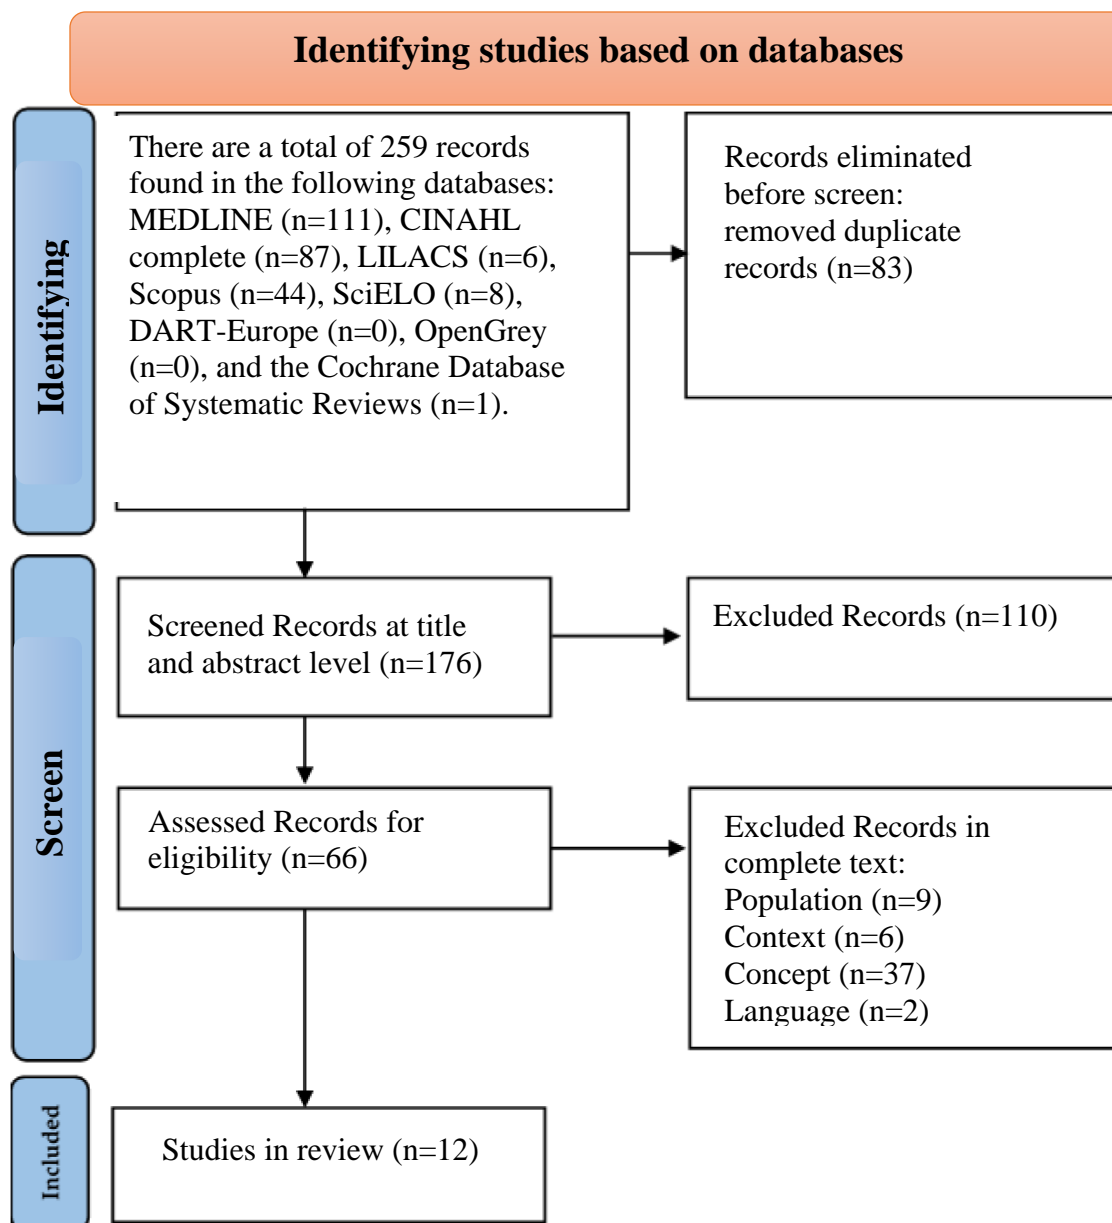 Identifying studies based on databases
Identifying
There are a total of 259 records
found in the following databases:
MEDLINE (n=111), CINAHL
complete (n=87), LILACS (n=6),
Scopus (n=44), SciELO (n=8),
DART-Europe (n=0), OpenGrey
(n=0), and the Cochrane Database
of Systematic Reviews (n=1).
Records eliminated
before screen:
removed duplicate
records (n=83)
Screen
Screened Records at title
and abstract level (n=176)
Excluded Records (n=110)
Assessed Records for
eligibility (n=66)
Excluded Records in
complete text:
Population (n=9)
Context (n=6)
Concept (n=37)
Language (n=2)
Included
Studies in review (n=12)